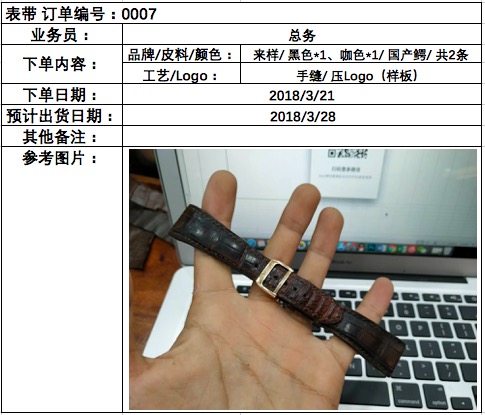 表带 订单编号：0007
业务员： 总务
下单内容： 品牌/皮料/颜色： 来样/ 黑色*1、咖色*1/ 国产鳄/ 共2条
工艺/Logo： 手缝/ 压Logo（样板）
下单日期： 2018/3/21
预计出货日期： 2018/3/28
其他备注：
参考图片：
command
option